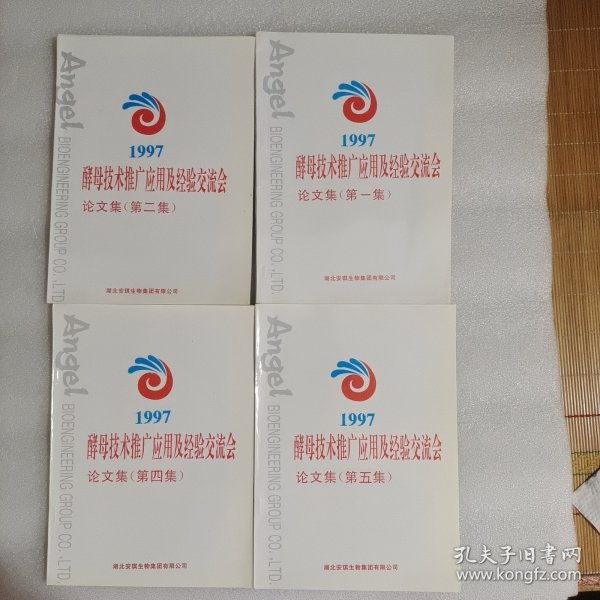 Angel BIOENGINEERING GROUP CO.,LTD.
1997
酵母技术推广应用及经验交流会
论文集(第二集)
湖北安琪生物集团有限公司
Angel BIOENGINEERING GROUP CO.,LTD.
1997
酵母技术推广应用及经验交流会
论文集(第一集)
湖北安琪生物集团有限公司
Angel BIOENGINEERING GROUP CO.,LTD.
1997
酵母技术推广应用及经验交流会
论文集(第四集)
湖北安琪生物集团有限公司
Angel BIOENGINEERING GROUP CO.,LTD.
1997
酵母技术推广应用及经验交流会
论文集(第五集)
湖北安琪生物集团有限公司
孔夫子旧书网
www.kongfz.com